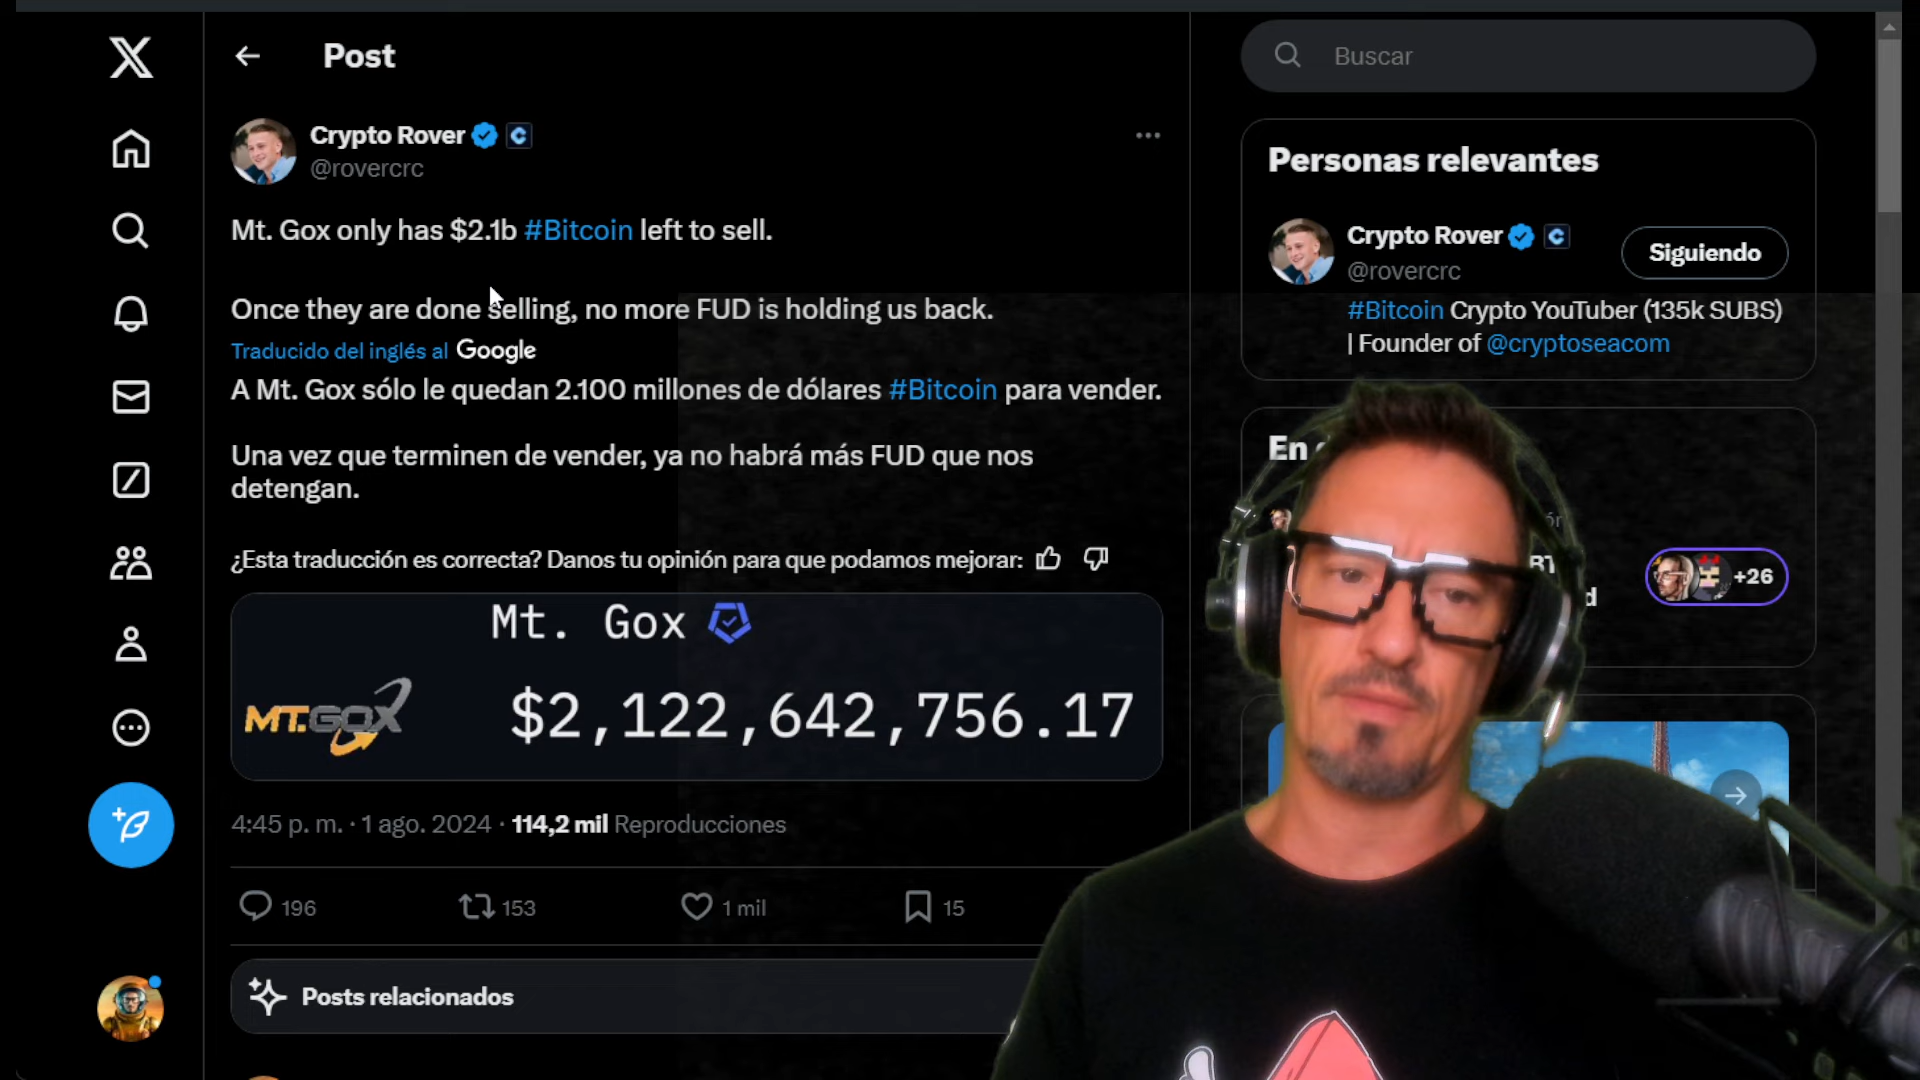 Post
Buscar
Crypto Rover
@rovercrc
Mt. Gox only has $2.1b #Bitcoin left to sell.
Once they are done selling, no more FUD is holding us back.
Traducido del inglés al Google
A Mt. Gox sólo le quedan 2.100 millones de dólares #Bitcoin para vender.
Una vez que terminen de vender, ya no habrá más FUD que nos
detengan.
¿Esta traducción es correcta? Danos tu opinión para que podamos mejorar:
Mt. Gox
MT.GOX
$2,122,642,756.17
4:45 p. m. · 1 ago. 2024 · 114,2 mil Reproducciones
196 153 1 mil 15
Posts relacionados
Personas relevantes
Crypto Rover
@rovercrc
Siguiendo
#Bitcoin Crypto YouTuber (135k SUBS)
| Founder of @cryptoseacom
En
+26